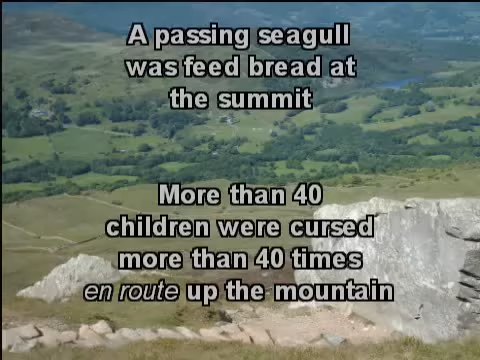 A passing seagull
was feed bread at
the summit
More than 40
children were cursed
more than 40 times
en route up the mountain